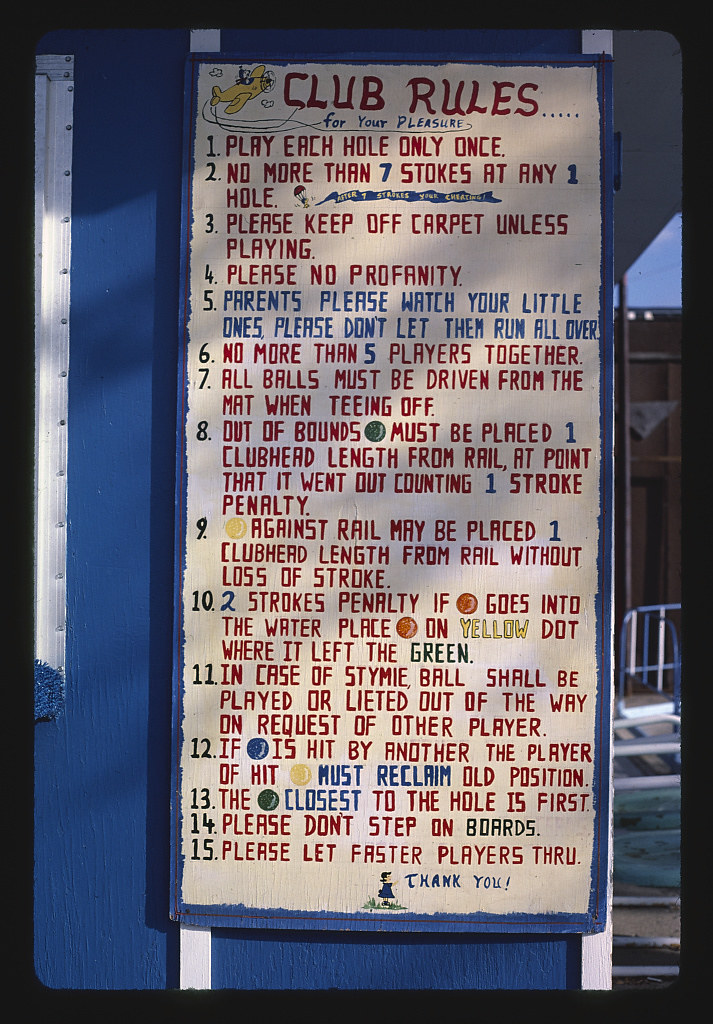 CLUB RULES.....
for Your PLEASURE
1. PLAY EACH HOLE ONLY ONCE.
2. NO MORE THAN 7 STOKES AT ANY 1
HOLE. AFTER 7 STROKES YOUR CHEATING!
3. PLEASE KEEP OFF CARPET UNLESS
PLAYING.
4. PLEASE NO PROFANITY.
5. PARENTS PLEASE WATCH YOUR LITTLE
ONES, PLEASE DON'T LET THEM RUN ALL OVER
6. NO MORE THAN 5 PLAYERS TOGETHER.
7. ALL BALLS MUST BE DRIVEN FROM THE
MAT WHEN TEEING OFF.
8. OUT OF BOUNDS MUST BE PLACED 1
CLUBHEAD LENGTH FROM RAIL, AT POINT
THAT IT WENT OUT COUNTING 1 STROKE
PENALTY.
9. AGAINST RAIL MAY BE PLACED 1
CLUBHEAD LENGTH FROM RAIL WITHOUT
LOSS OF STROKE.
10. 2 STROKES PENALTY IF GOES INTO
THE WATER PLACE ON YELLOW DOT
WHERE IT LEFT THE GREEN.
11. IN CASE OF STYMIE, BALL SHALL BE
PLAYED OR LIETED OUT OF THE WAY
ON REQUEST OF OTHER PLAYER.
12. IF IS HIT BY ANOTHER THE PLAYER
OF HIT MUST RECLAIM OLD POSITION.
13. THE CLOSEST TO THE HOLE IS FIRST.
14. PLEASE DON'T STEP ON BOARDS.
15. PLEASE LET FASTER PLAYERS THRU.
THANK YOU!